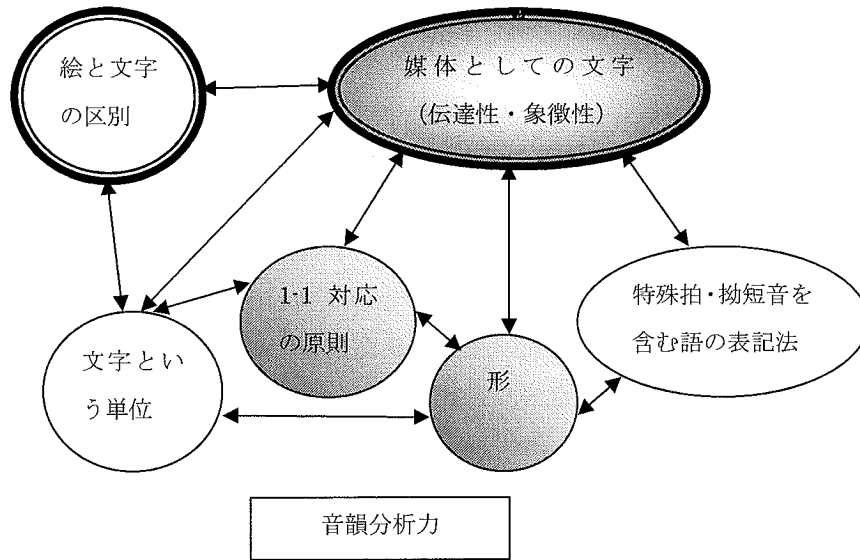 絵と文字
の区別
媒体としての文字
(伝達性・象徴性)
1-1 対応
の原則
特殊拍・拗短音を
含む語の表記法
文字とい
う単位
形
音韻分析力